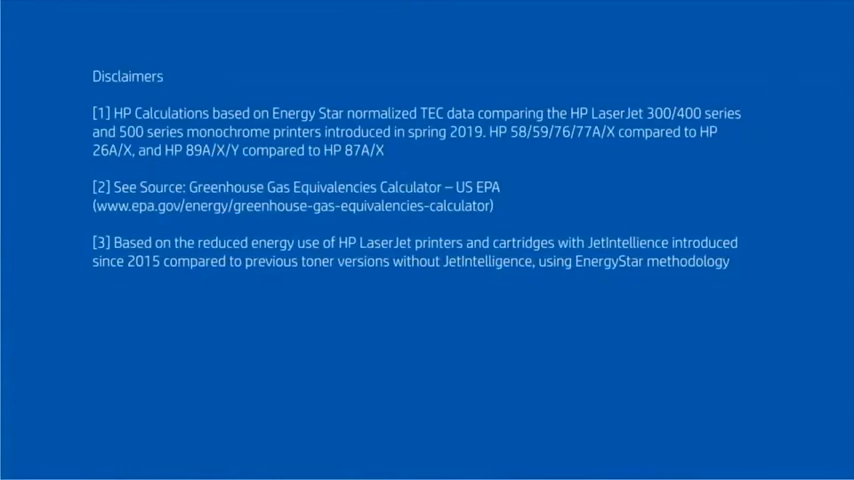 Disclaimers
[1] HP Calculations based on Energy Star normalized TEC data comparing the HP LaserJet 300/400 series
and 500 series monochrome printers introduced in spring 2019. HP 58/59/76/77A/X compared to HP
26A/X, and HP 89A/X/Y compared to HP 87A/X
[2] See Source: Greenhouse Gas Equivalencies Calculator – US EPA
(www.epa.gov/energy/greenhouse-gas-equivalencies-calculator)
[3] Based on the reduced energy use of HP LaserJet printers and cartridges with JetIntellience introduced
since 2015 compared to previous toner versions without JetIntelligence, using EnergyStar methodology